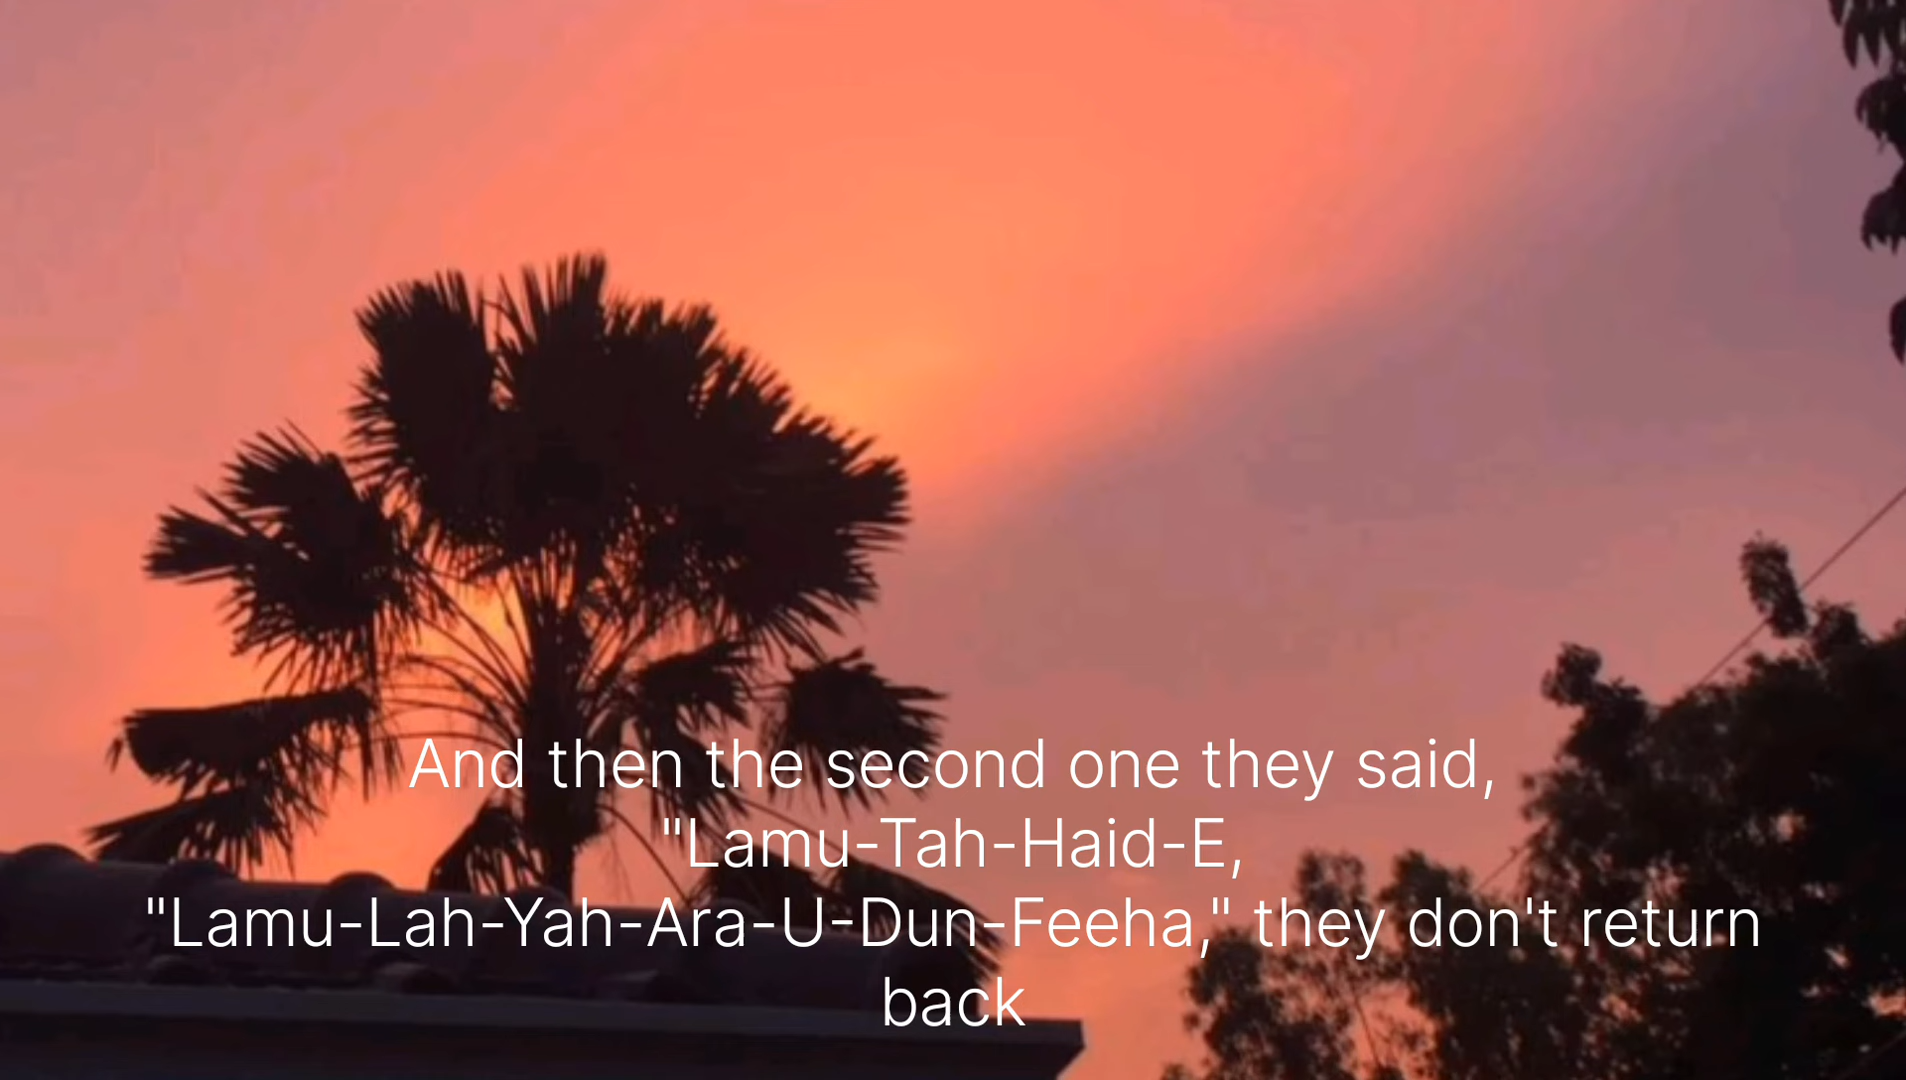 And then the second one they said,
"Lamu-Tah-Haid-E,
"Lamu-Lah-Yah-Ara-U-Dun-Feeha," they don't return
back